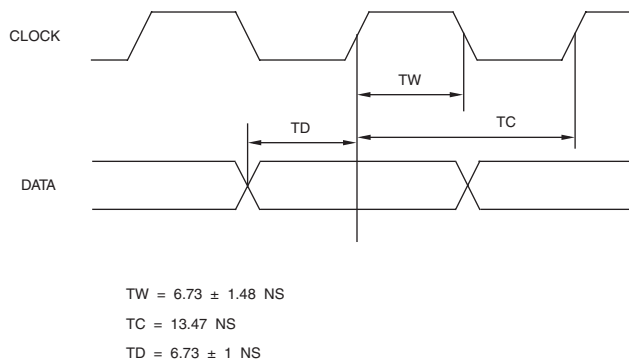 CLOCK
TW
TD
TC
DATA
TW = 6.73 ± 1.48 NS
TC = 13.47 NS
TD = 6.73 ± 1 NS